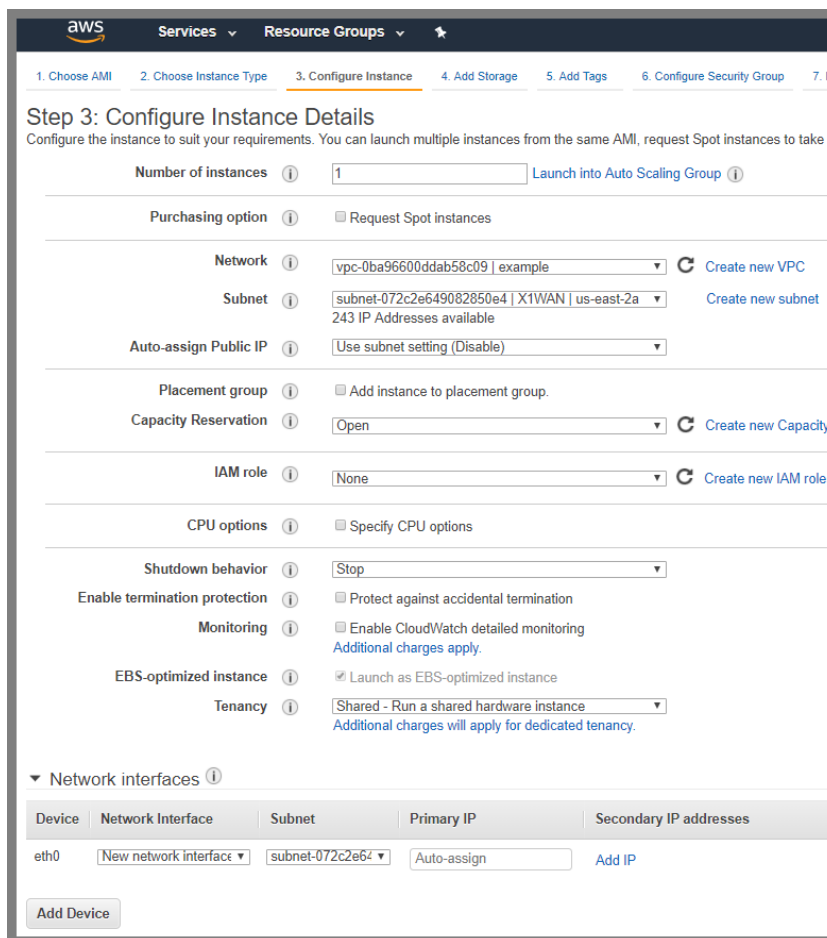 aws Services Resource Groups
1. Choose AMI 2. Choose Instance Type 3. Configure Instance 4. Add Storage 5. Add Tags 6. Configure Security Group 7.
Step 3: Configure Instance Details
Configure the instance to suit your requirements. You can launch multiple instances from the same AMI, request Spot instances to take
Number of instances i 1 Launch into Auto Scaling Group i
Purchasing option i Request Spot instances
Network i vpc-0ba96600ddab58c09 | example Create new VPC
Subnet i subnet-072c2e649082850e4 | X1WAN | us-east-2a Create new subnet
243 IP Addresses available
Auto-assign Public IP i Use subnet setting (Disable)
Placement group i Add instance to placement group.
Capacity Reservation i Open Create new Capacity
IAM role i None Create new IAM role
CPU options i Specify CPU options
Shutdown behavior i Stop
Enable termination protection i Protect against accidental termination
Monitoring i Enable CloudWatch detailed monitoring
Additional charges apply.
EBS-optimized instance i Launch as EBS-optimized instance
Tenancy i Shared - Run a shared hardware instance
Additional charges will apply for dedicated tenancy.
Network interfaces i
Device Network Interface Subnet Primary IP Secondary IP addresses
eth0 New network interface subnet-072c2e64 Auto-assign Add IP
Add Device